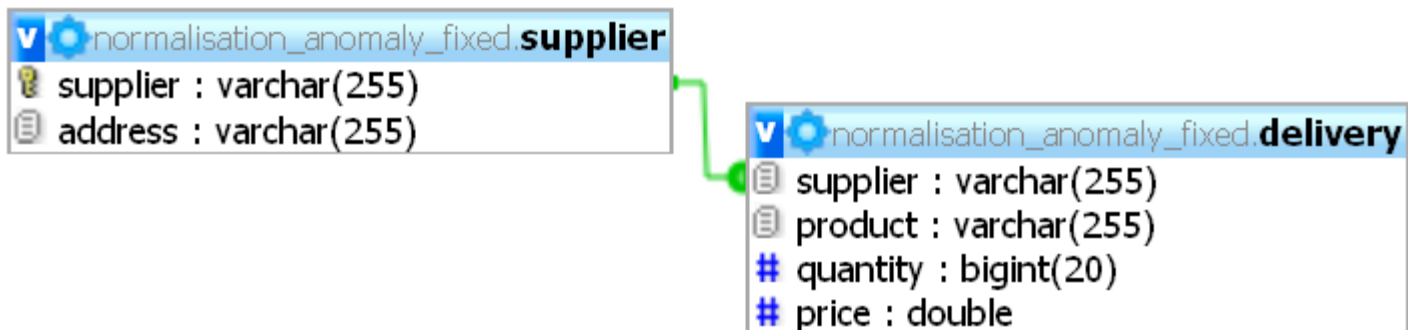 v normalisation_anomaly_fixed.supplier
supplier : varchar(255)
address : varchar(255)
v normalisation_anomaly_fixed.delivery
supplier : varchar(255)
product : varchar(255)
# quantity : bigint(20)
# price : double